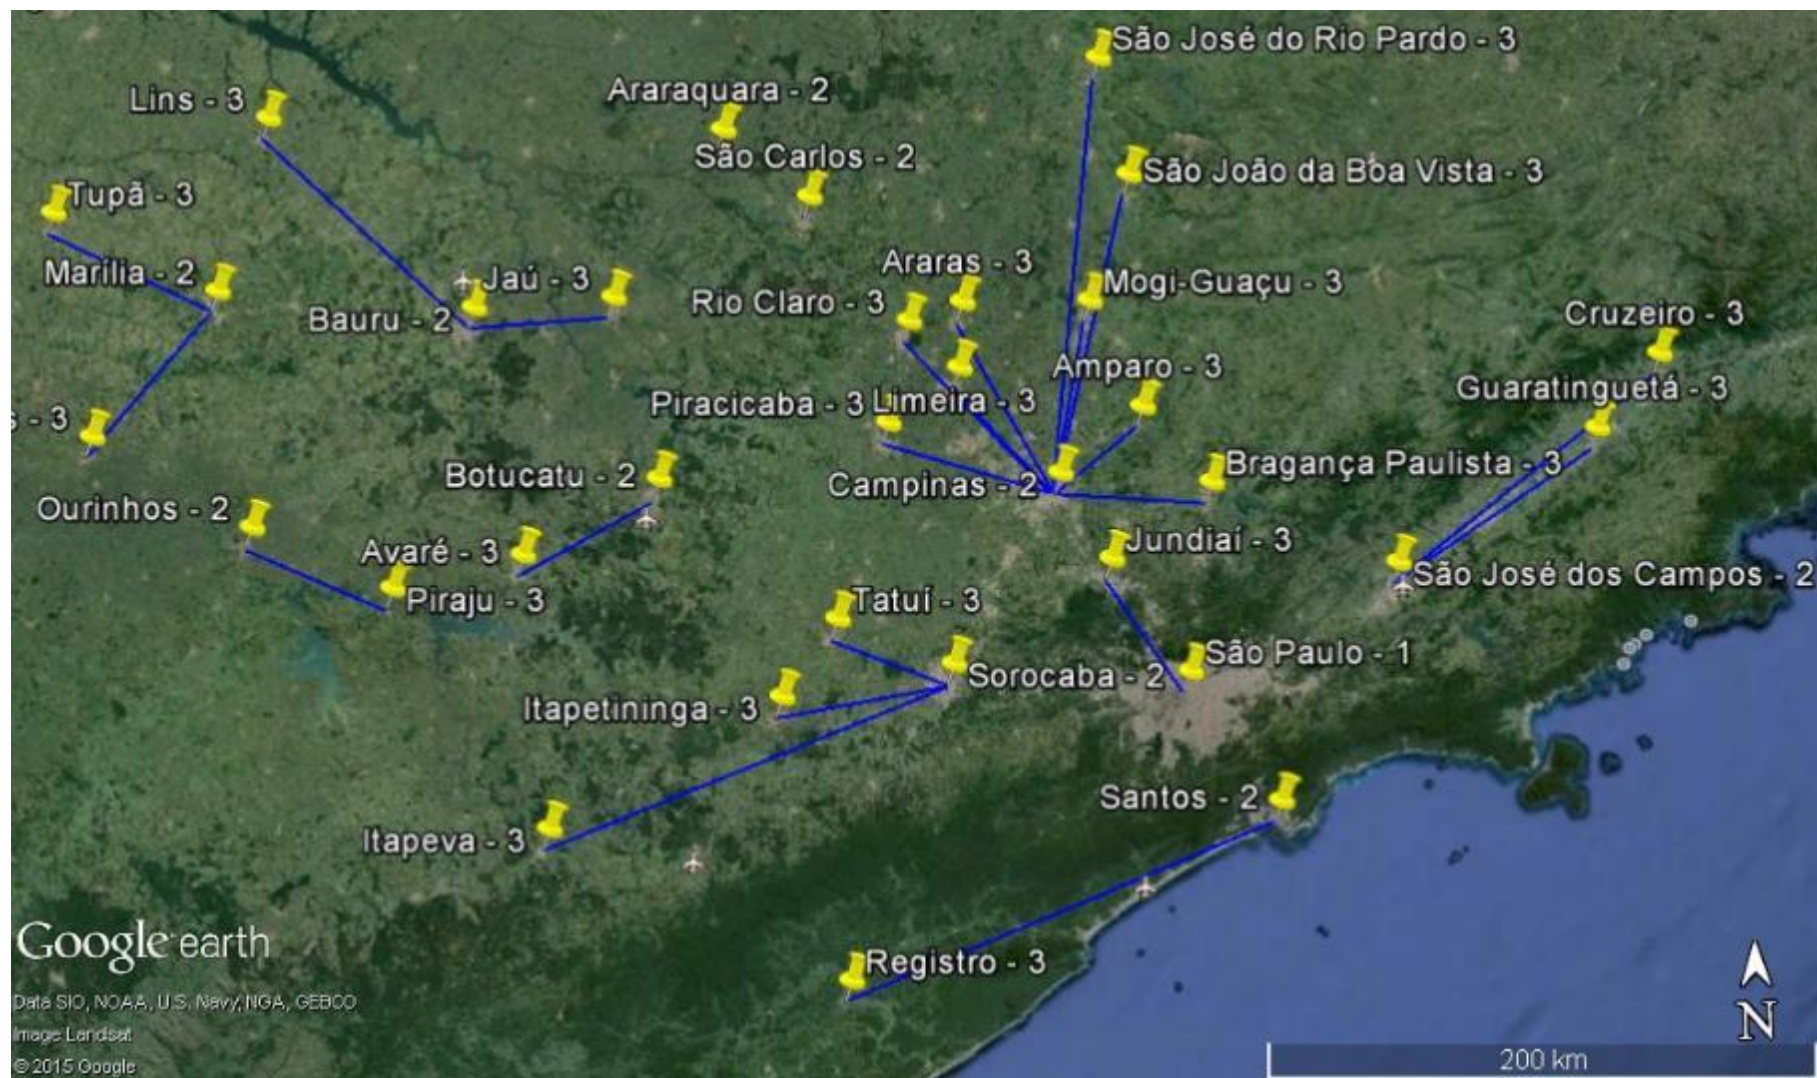 São José do Rio Pardo - 3
Araraquara - 2
Lins - 3
São Carlos - 2
São João da Boa Vista - 3
Tupã - 3
Araras - 3
Marília - 2
Jaú - 3
Mogi-Guaçu - 3
Rio Claro - 3
Cruzeiro - 3
Bauru - 2
Amparo - 3
Guaratinguetá - 3
Piracicaba - 3
Limeira - 3
s - 3
Bragança Paulista - 3
Botucatu - 2
Campinas - 2
Ourinhos - 2
Jundiaí - 3
Avaré - 3
São José dos Campos - 2
Piraju - 3
Tatuí - 3
São Paulo - 1
Sorocaba - 2
Itapetininga - 3
Santos - 2
Itapeva - 3
Registro - 3
Google earth
Data SIO, NOAA, U.S. Navy, NGA, GEBCO
Image Landsat
© 2015 Google
N
200 km